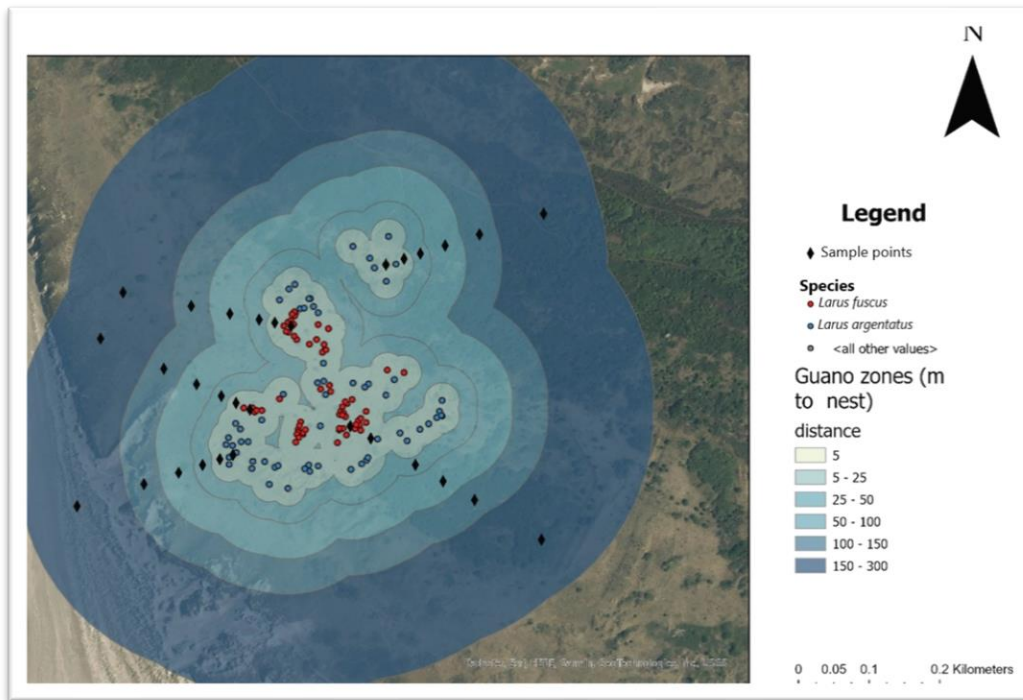 N
Legend
Sample points
Species
Larus fuscus
Larus argentatus
<all other values>
Guano zones (m
to nest)
distance
5
5 - 25
25 - 50
50 - 100
100 - 150
150 - 300
0 0.05 0.1 0.2 Kilometers